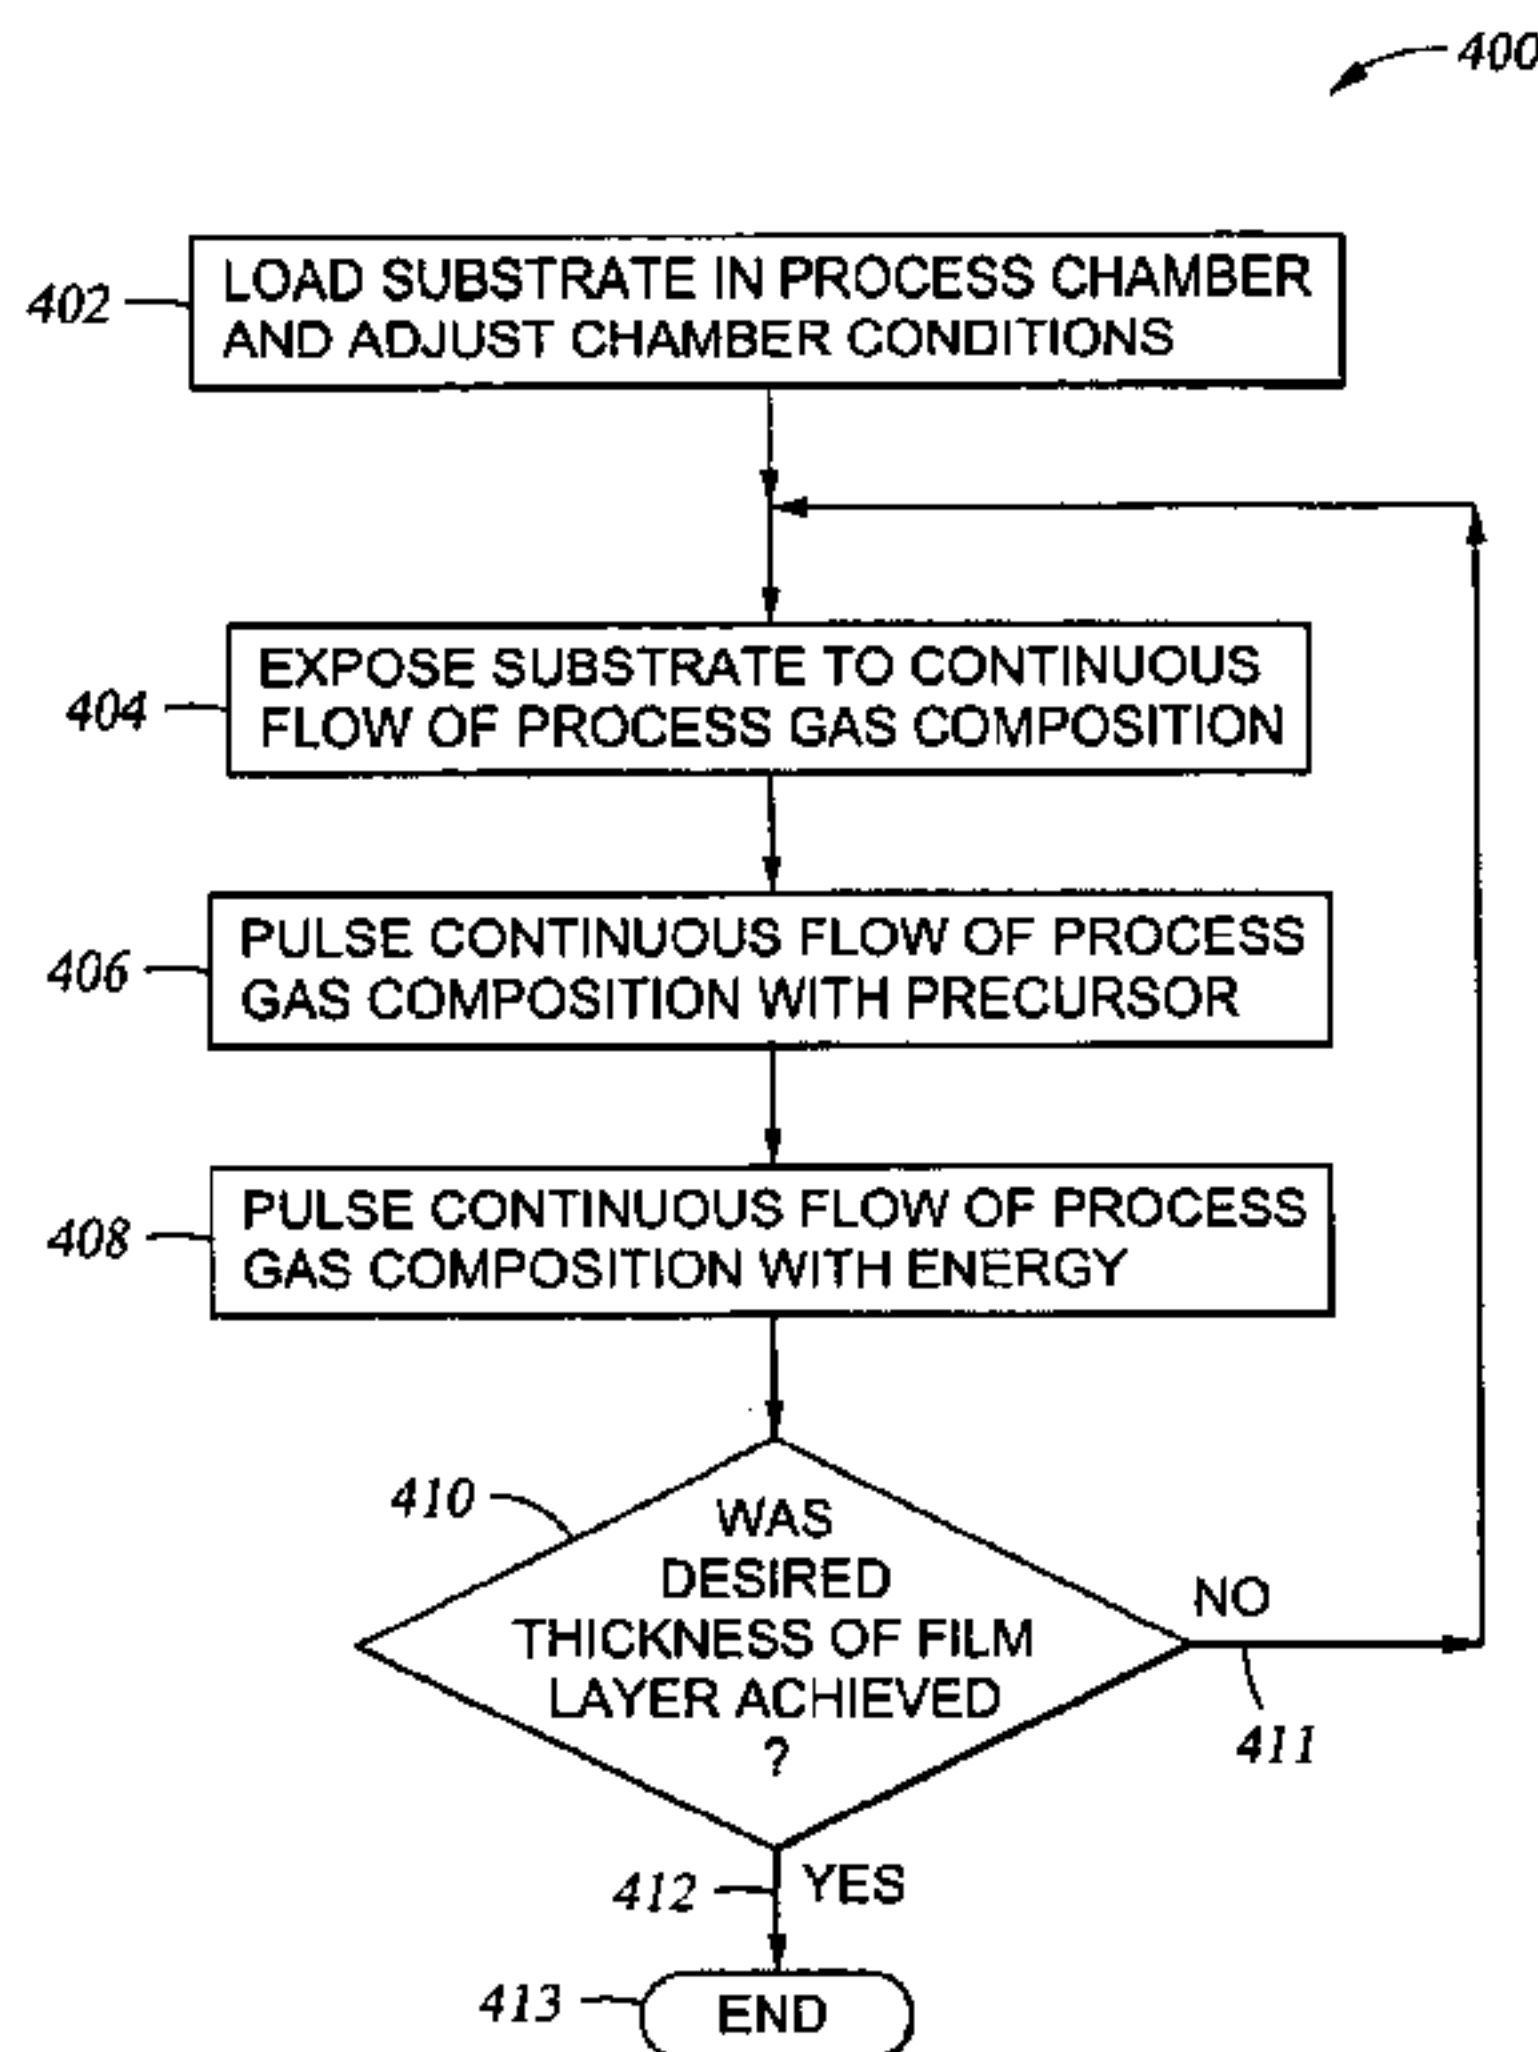 400
402
LOAD SUBSTRATE IN PROCESS CHAMBER
AND ADJUST CHAMBER CONDITIONS
404
EXPOSE SUBSTRATE TO CONTINUOUS
FLOW OF PROCESS GAS COMPOSITION
406
PULSE CONTINUOUS FLOW OF PROCESS
GAS COMPOSITION WITH PRECURSOR
408
PULSE CONTINUOUS FLOW OF PROCESS
GAS COMPOSITION WITH ENERGY
410
WAS
DESIRED
THICKNESS OF FILM
LAYER ACHIEVED
?
NO
411
412
YES
413
END